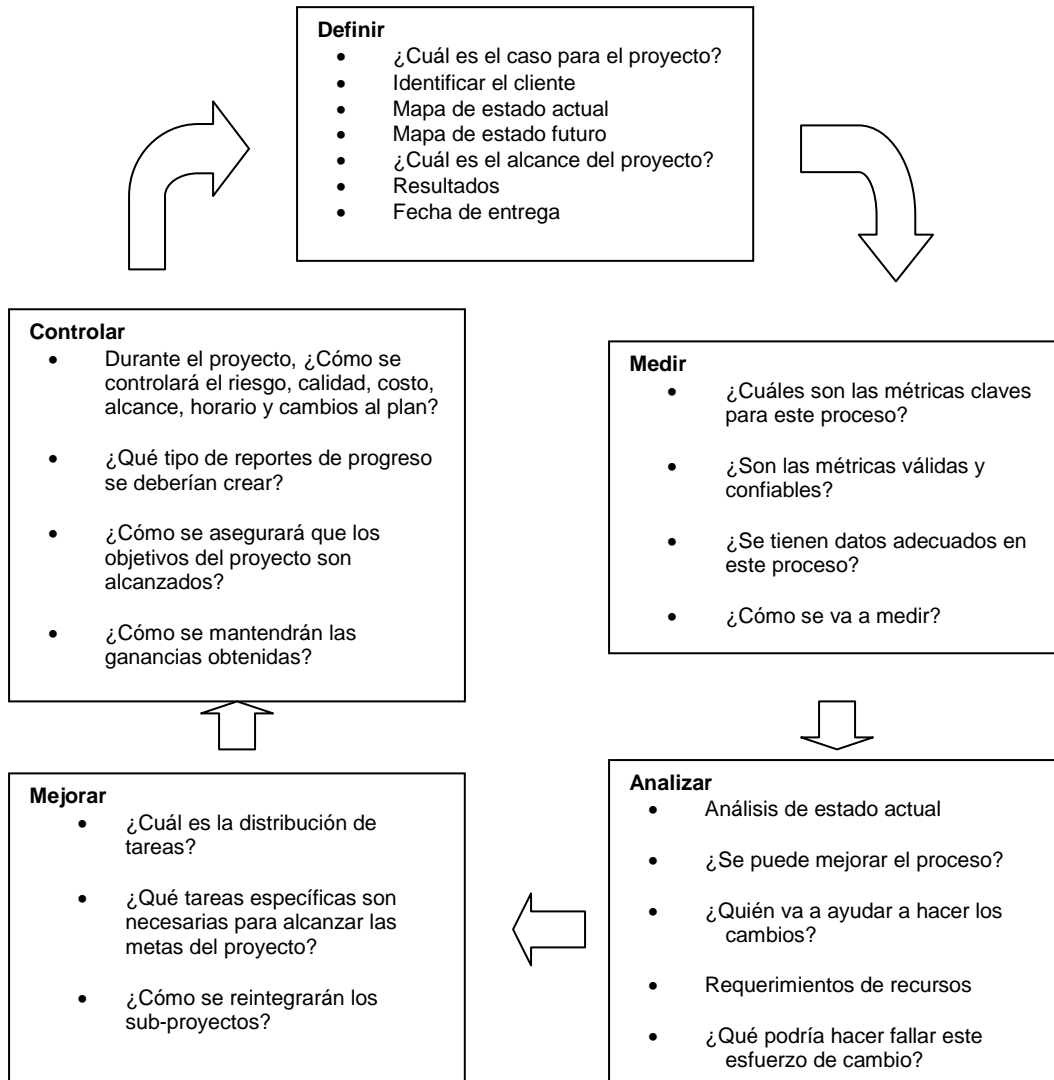 Definir
• ¿Cuál es el caso para el proyecto?
• Identificar el cliente
• Mapa de estado actual
• Mapa de estado futuro
• ¿Cuál es el alcance del proyecto?
• Resultados
• Fecha de entrega
Medir
• ¿Cuáles son las métricas claves
para este proceso?
• ¿Son las métricas válidas y
confiables?
• ¿Se tienen datos adecuados en
este proceso?
• ¿Cómo se va a medir?
Analizar
• Análisis de estado actual
• ¿Se puede mejorar el proceso?
• ¿Quién va a ayudar a hacer los
cambios?
• Requerimientos de recursos
• ¿Qué podría hacer fallar este
esfuerzo de cambio?
Mejorar
• ¿Cuál es la distribución de
tareas?
• ¿Qué tareas específicas son
necesarias para alcanzar las
metas del proyecto?
• ¿Cómo se reintegrarán los
sub-proyectos?
Controlar
• Durante el proyecto, ¿Cómo se
controlará el riesgo, calidad, costo,
alcance, horario y cambios al plan?
• ¿Qué tipo de reportes de progreso
se deberían crear?
• ¿Cómo se asegurará que los
objetivos del proyecto son
alcanzados?
• ¿Cómo se mantendrán las
ganancias obtenidas?